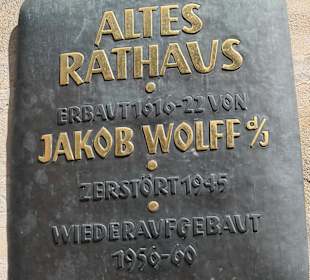 ALTES
RATHAUS
•
ERBAUT 1616-22 VON
JAKOB WOLFF d/J
•
ZERSTÖRT 1945
•
WIEDERAUFGEBAUT
1956-60